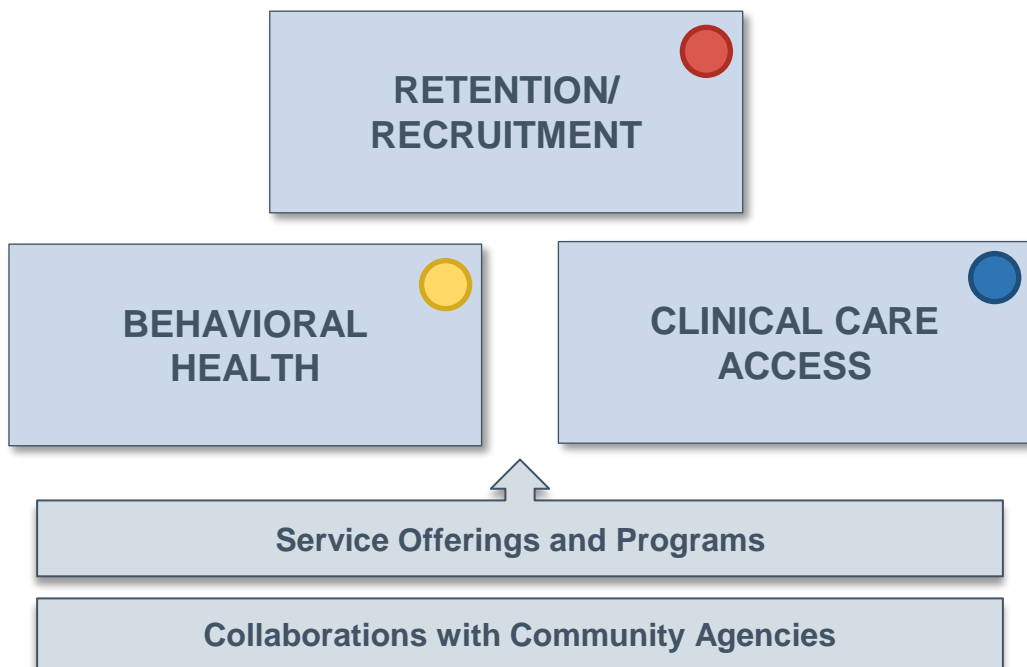 RETENTION/
RECRUITMENT
BEHAVIORAL
HEALTH
CLINICAL CARE
ACCESS
Service Offerings and Programs
Collaborations with Community Agencies